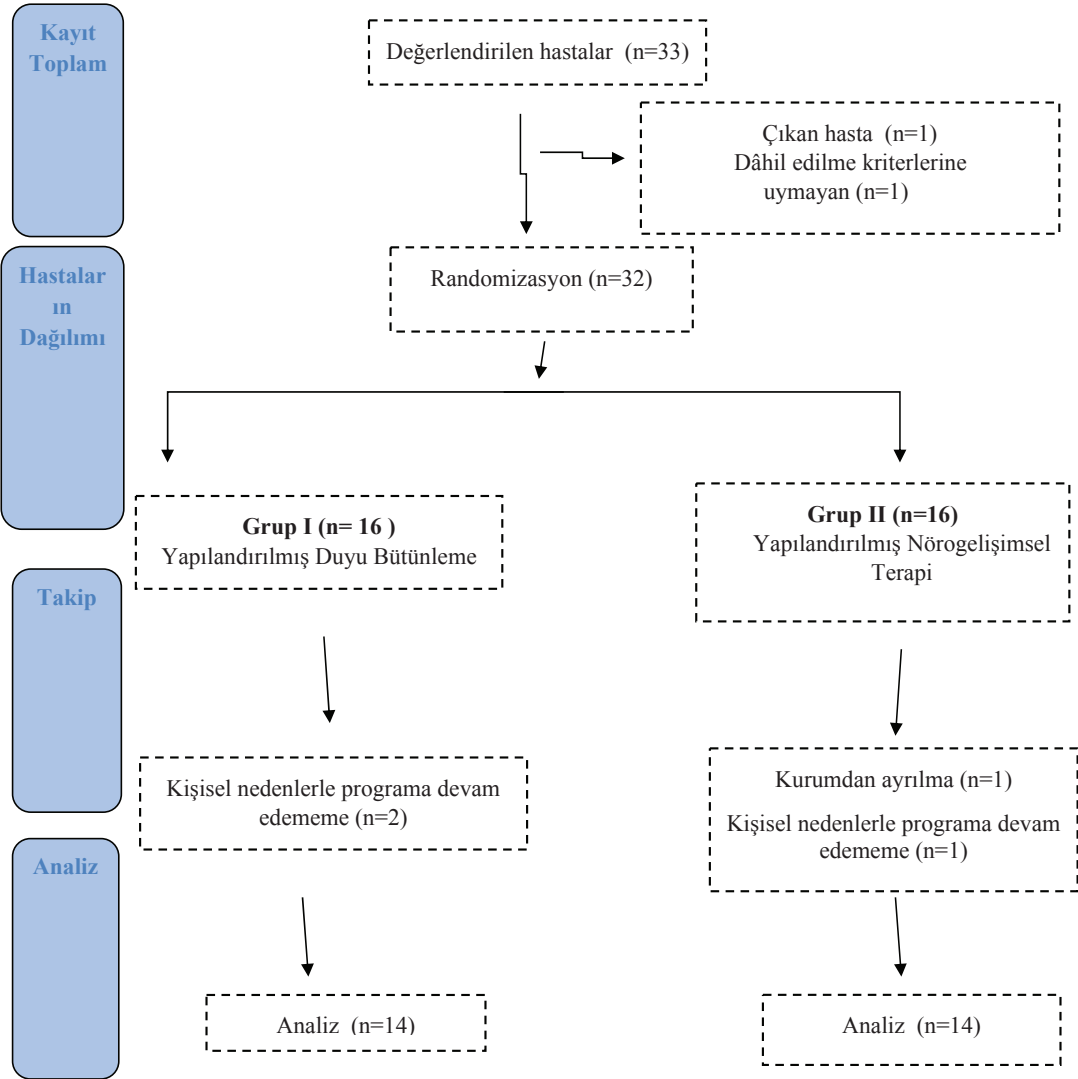 Kayıt
Toplam
Değerlendirilen hastalar (n=33)
Çıkan hasta (n=1)
Dâhil edilme kriterlerine
uymayan (n=1)
Hastalar
ın
Dağılımı
Randomizasyon (n=32)
Grup I (n= 16 )
Yapılandırılmış Duyu Bütünleme
Grup II (n=16)
Yapılandırılmış Nörogelişimsel
Terapi
Takip
Kişisel nedenlerle programa devam
edememe (n=2)
Kurumdan ayrılma (n=1)
Kişisel nedenlerle programa devam
edememe (n=1)
Analiz
Analiz (n=14)
Analiz (n=14)